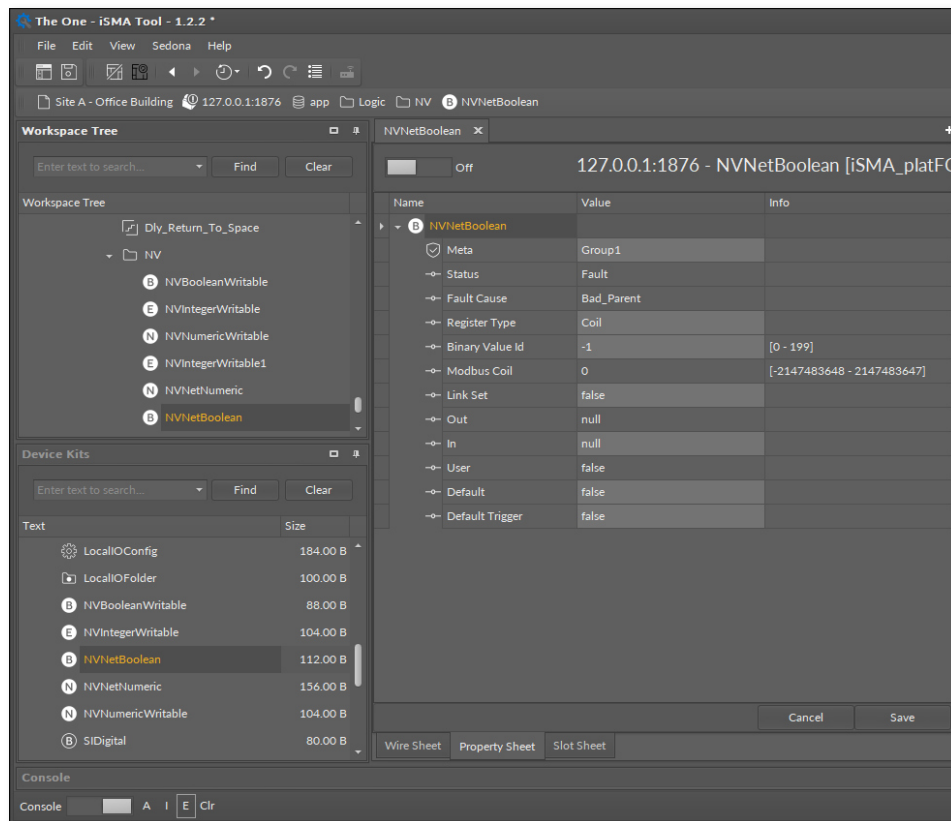 The One - iSMA Tool - 1.2.2 *
File Edit View Sedona Help
Site A - Office Building 127.0.0.1:1876 app Logic NV B NVNetBoolean
Workspace Tree
Enter text to search... Find Clear
Workspace Tree
Dly_Return_To_Space
NV
B NVBooleanWritable
E NVIntegerWritable
N NVNumericWritable
E NVIntegerWritable1
N NVNetNumeric
B NVNetBoolean
Device Kits
Enter text to search... Find Clear
Text Size
LocalIOConfig 184.00 B
LocalIOFolder 100.00 B
B NVBooleanWritable 88.00 B
E NVIntegerWritable 104.00 B
B NVNetBoolean 112.00 B
N NVNetNumeric 156.00 B
N NVNumericWritable 104.00 B
B SIDigital 80.00 B
NVNetBoolean
Off 127.0.0.1:1876 - NVNetBoolean [iSMA_platFC
Name Value Info
B NVNetBoolean
Meta Group1
Status Fault
Fault Cause Bad_Parent
Register Type Coil
Binary Value Id -1 [0 - 199]
Modbus Coil 0 [-2147483648 - 2147483647]
Link Set false
Out null
In null
User false
Default false
Default Trigger false
Cancel Save
Wire Sheet Property Sheet Slot Sheet
Console
Console A I E Clr